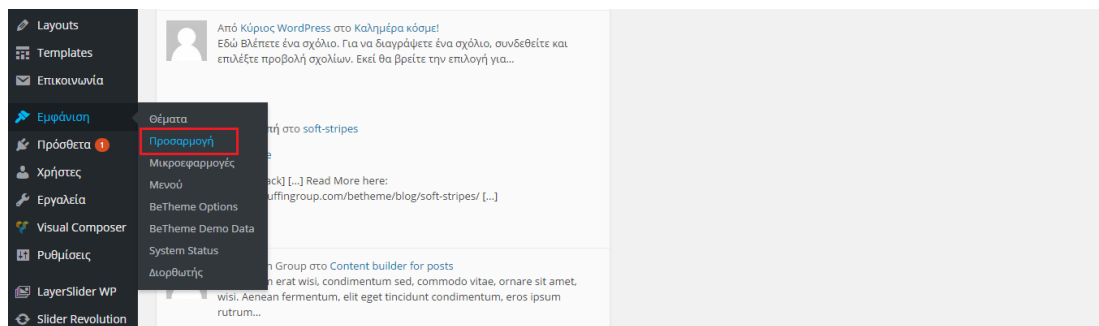 Layouts
Templates
Επικοινωνία
Εμφάνιση
Πρόσθετα 1
Χρήστες
Εργαλεία
Visual Composer
Ρυθμίσεις
LayerSlider WP
Slider Revolution
Θέματα
Προσαρμογή
Μικροεφαρμογές
Μενού
BeTheme Options
BeTheme Demo Data
System Status
Διορθωτής
Από Κύριος WordPress στο Καλημέρα κόσμε!
Εδώ Βλέπετε ένα σχόλιο. Για να διαγράψετε ένα σχόλιο, συνδεθείτε και
επιλέξτε προβολή σχολίων. Εκεί θα βρείτε την επιλογή για...
στο soft-stripes
[...] Read More here:
uffingroup.com/betheme/blog/soft-stripes/ [...]
Group στο Content builder for posts
erat wisi, condimentum sed, commodo vitae, ornare sit amet,
wisi. Aenean fermentum, elit eget tincidunt condimentum, eros ipsum
rutrum...